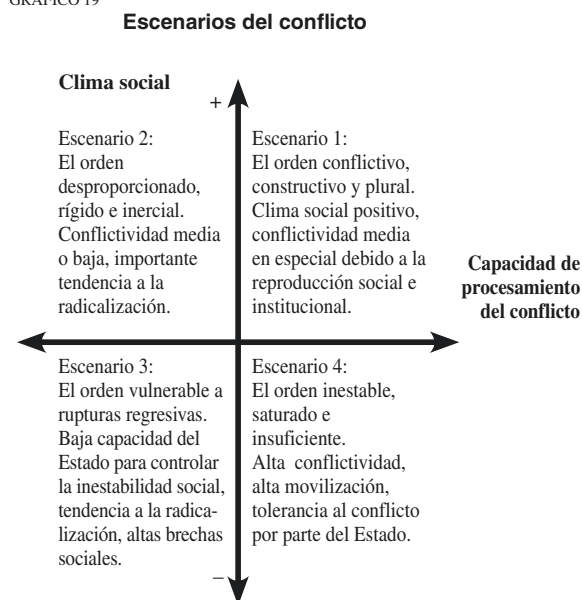 GRÁFICO 19
Escenarios del conflicto
Clima social
+
Escenario 2:
El orden
desproporcionado,
rígido e inercial.
Conflictividad media
o baja, importante
tendencia a la
radicalización.
Escenario 1:
El orden conflictivo,
constructivo y plural.
Clima social positivo,
conflictividad media
en especial debido a la
reproducción social e
institucional.
Capacidad de
procesamiento
del conflicto
Escenario 3:
El orden vulnerable a
rupturas regresivas.
Baja capacidad del
Estado para controlar
la inestabilidad social,
tendencia a la radica-
lización, altas brechas
sociales.
Escenario 4:
El orden inestable,
saturado e
insuficiente.
Alta conflictividad,
alta movilización,
tolerancia al conflicto
por parte del Estado.
–